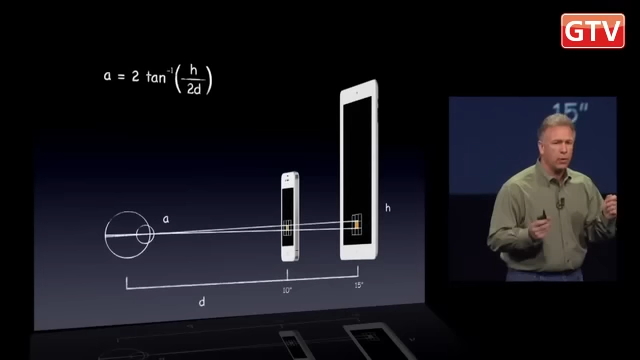 GTV
a = 2 tan⁻¹(h/2d)
15"
a
h
10"
15"
d